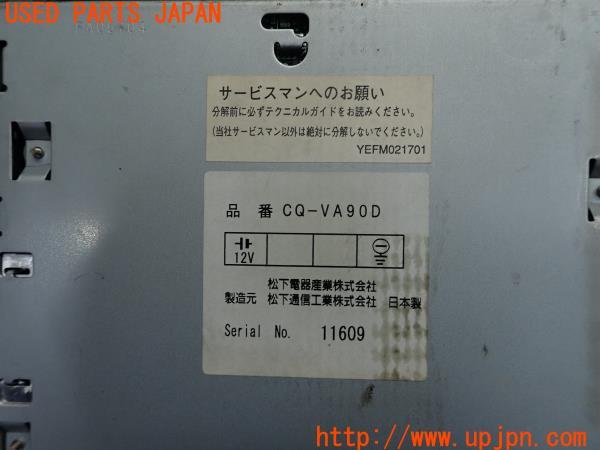 USED PARTS JAPAN
サービスマンへのお願い
分解前に必ずテクニカルガイドをお読みください。
(当社サービスマン以外は絶対に分解しないでください。)
YEFM021701
品 番 CQ-VA90D
12V
松下電器産業株式会社
製造元 松下通信工業株式会社 日本製
Serial No. 11609
http://www.upjpn.com